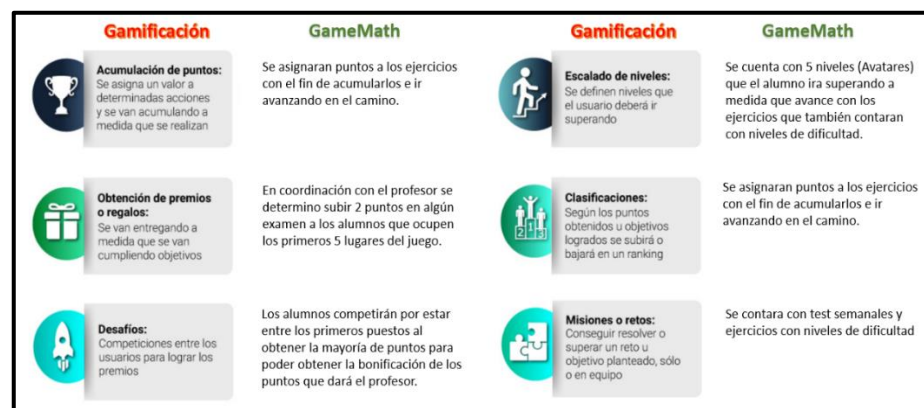 Gamificación
GameMath
Acumulación de puntos:
Se asigna un valor a
determinadas acciones
y se van acumulando a
medida que se realizan
Se asignaran puntos a los ejercicios
con el fin de acumularlos e ir
avanzando en el camino.
Obtención de premios
o regalos:
Se van entregando a
medida que se van
cumpliendo objetivos
En coordinación con el profesor se
determino subir 2 puntos en algún
examen a los alumnos que ocupen
los primeros 5 lugares del juego.
Desafíos:
Competiciones entre los
usuarios para lograr los
premios
Los alumnos competirán por estar
entre los primeros puestos al
obtener la mayoría de puntos para
poder obtener la bonificación de los
puntos que dará el profesor.
Gamificación
GameMath
Escalado de niveles:
Se definen niveles que
el usuario deberá ir
superando
Se cuenta con 5 niveles (Avatares)
que el alumno ira superando a
medida que avance con los
ejercicios que también contaran
con niveles de dificultad.
Clasificaciones:
Según los puntos
obtenidos u objetivos
logrados se subirá o
bajará en un ranking
2 1 3
Se asignaran puntos a los ejercicios
con el fin de acumularlos e ir
avanzando en el camino.
Misiones o retos:
Conseguir resolver o
superar un reto u
objetivo planteado, sólo
o en equipo
Se contara con test semanales y
ejercicios con niveles de dificultad